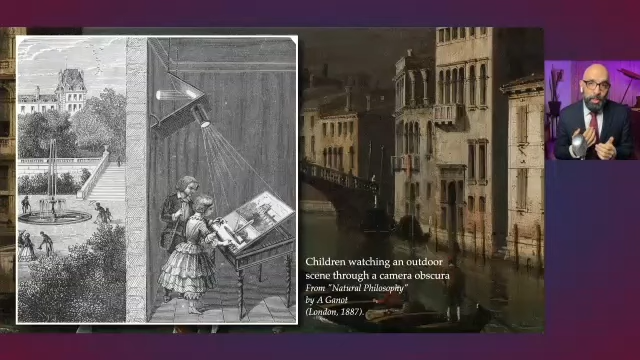 Children watching an outdoor
scene through a camera obscura
From "Natural Philosophy"
by A Ganot
(London, 1887).